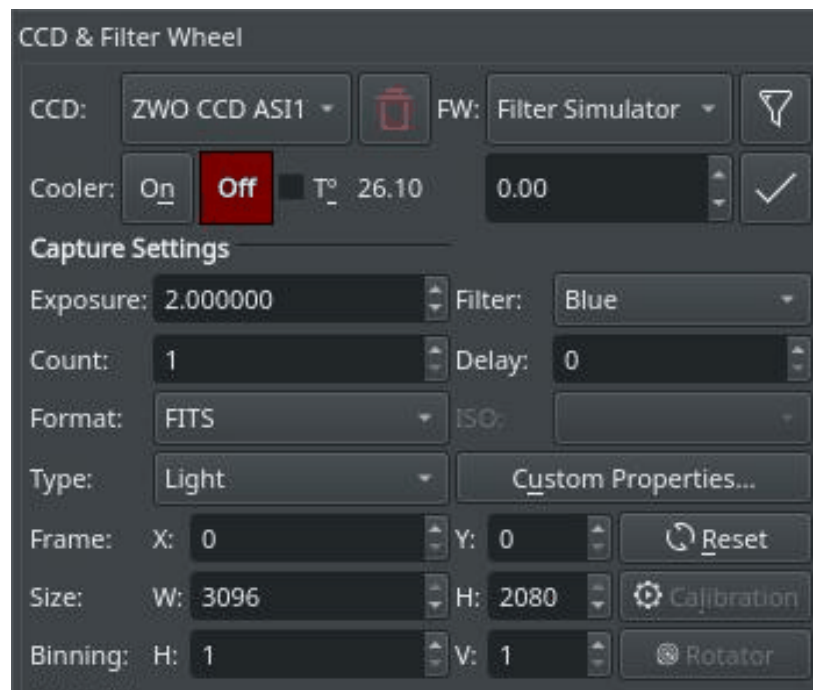 CCD & Filter Wheel
CCD: ZWO CCD ASI1 FW: Filter Simulator
Cooler: On Off Tº 26.10 0.00
Capture Settings
Exposure: 2.000000 Filter: Blue
Count: 1 Delay: 0
Format: FITS ISO:
Type: Light Custom Properties...
Frame: X: 0 Y: 0 Reset
Size: W: 3096 H: 2080 Calibration
Binning: H: 1 V: 1 Rotator